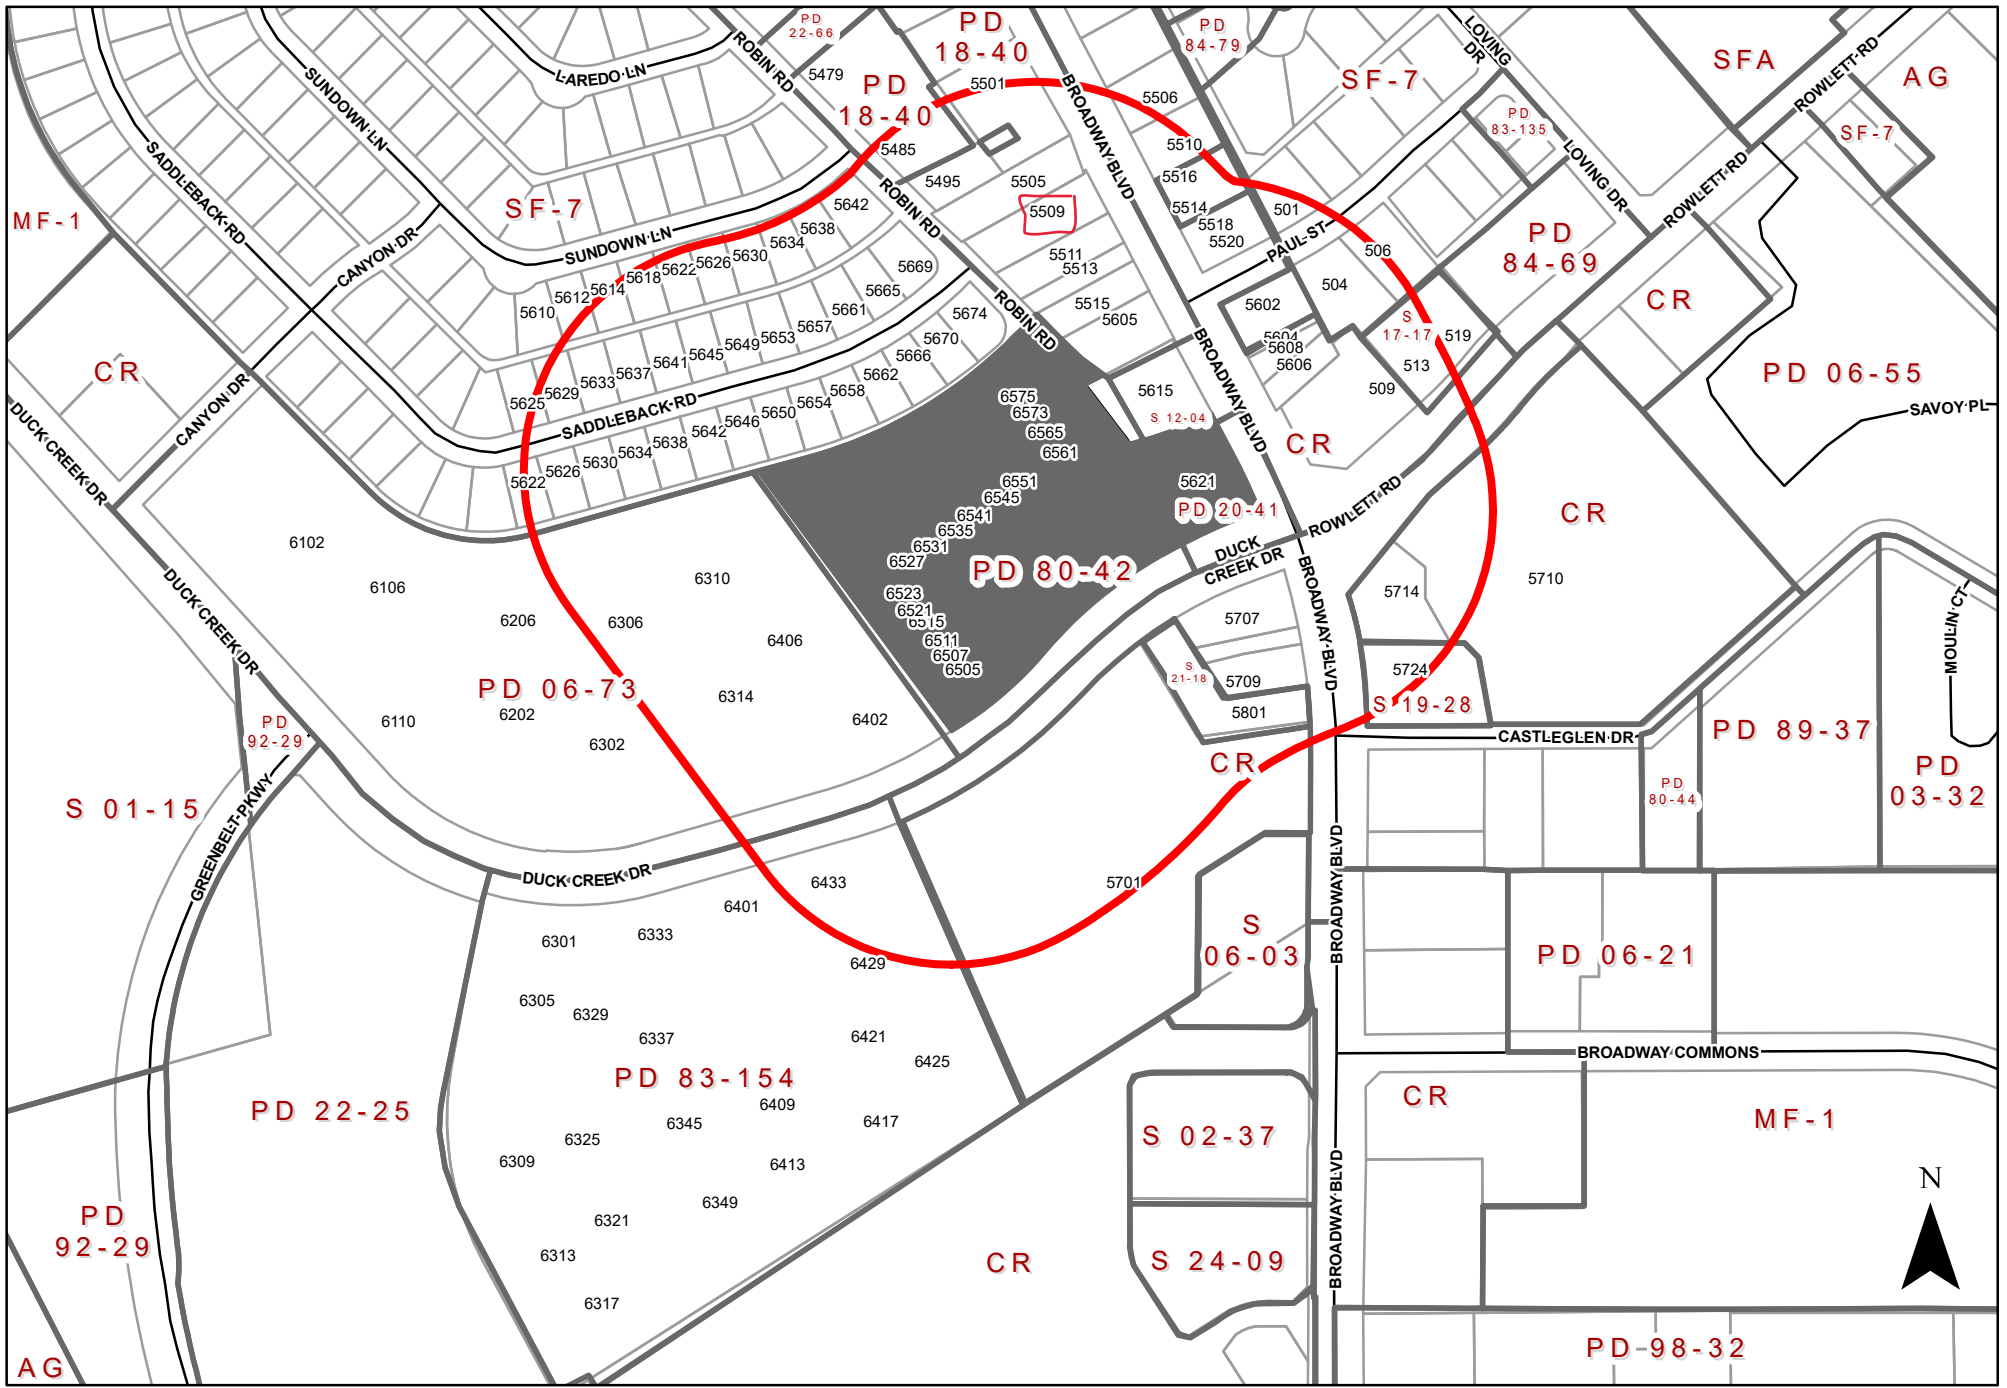 PD
22-66
PD
18-40
PD
84-79
LOVING
DR
SFA
ROWLETT RD
AG
LAREDO LN
ROBIN RD
5479
PD
18-40
5501
BROADWAY BLVD
5506
SF-7
PD
83-135
SF-7
SUNDOWN LN
SADDLEBACK RD
5485
5510
LOVING DR
ROWLETT RD
MF-1
SF-7
CANYON DR
SUNDOWN LN
5495
5505
5509
5516
5514
5518
5520
501
PAUL ST
506
PD
84-69
ROBIN RD
5642
5638
5634
5630
5626
5622
5618
5614
5612
5610
5511
5513
5669
5665
5661
5657
5653
5649
5645
5641
5637
5633
5629
5625
5515
5605
504
5602
5604
5608
5606
S
17-17
519
513
509
CR
ROBIN RD
5674
5670
5666
5662
5658
5654
5650
5646
5642
5638
5634
5630
5626
5622
SADDLEBACK RD
CR
CANYON DR
DUCK CREEK DR
BROADWAY BLVD
5615
S 12-04
CR
PD 06-55
SAVOY PL
6575
6573
6565
6561
6551
6545
6541
6535
6531
6527
6523
6521
6515
6511
6507
6505
5621
PD 20-41
PD 80-42
ROWLETT RD
DUCK
CREEK DR
CR
6102
6106
6310
6206
6306
6406
PD 06-73
6314
6202
6110
6302
6402
DUCK CREEK DR
BROADWAY BLVD
5707
5714
5710
S
21-18
5709
5801
5724
S 19-28
MOULIN CT
PD
92-29
CR
CASTLEGLEN DR
PD 89-37
PD
80-44
PD
03-32
S 01-15
GREENBELT PKWY
DUCK CREEK DR
6433
6401
5701
BROADWAY BLVD
6301
6333
6429
S
06-03
PD 06-21
6305
6329
6337
6421
6425
BROADWAY COMMONS
PD 83-154
PD 22-25
6409
6345
6417
6325
6309
6413
CR
MF-1
S 02-37
BROADWAY BLVD
N
6349
6321
PD
92-29
6313
CR
S 24-09
6317
PD 98-32
AG